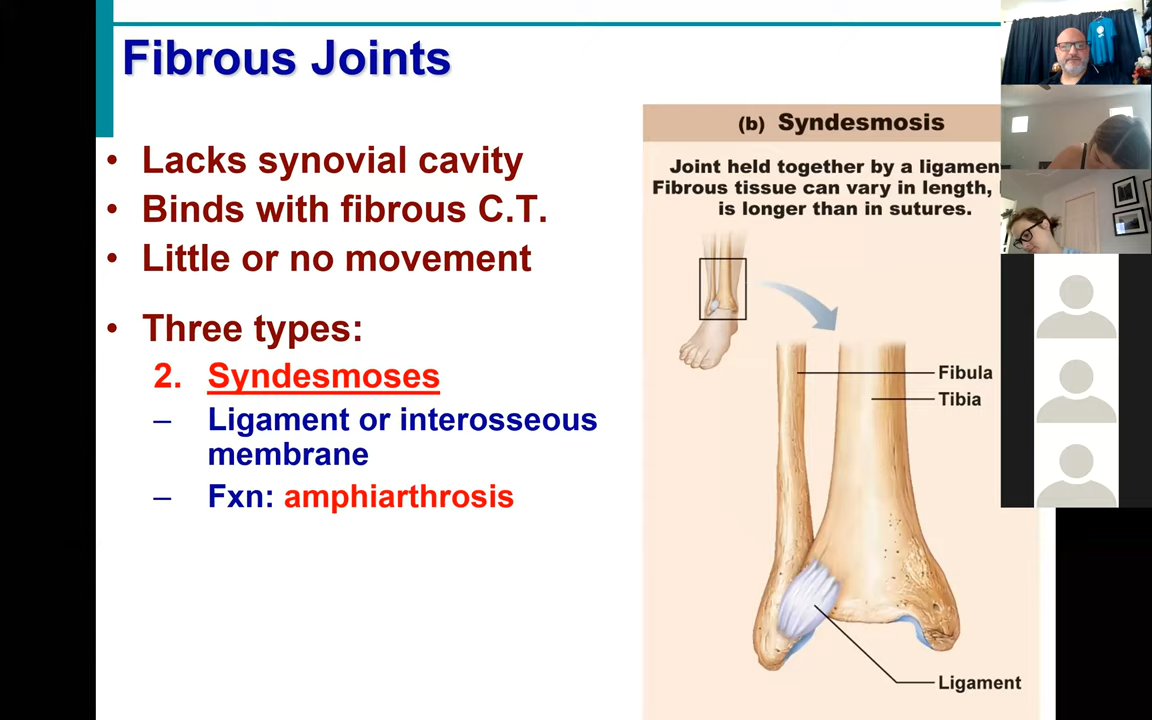 Fibrous Joints
• Lacks synovial cavity
• Binds with fibrous C.T.
• Little or no movement
• Three types:
2. Syndesmoses
– Ligament or interosseous
membrane
– Fxn: amphiarthrosis
(b) Syndesmosis
Joint held together by a ligamen
Fibrous tissue can vary in length,
is longer than in sutures.
Fibula
Tibia
Ligament